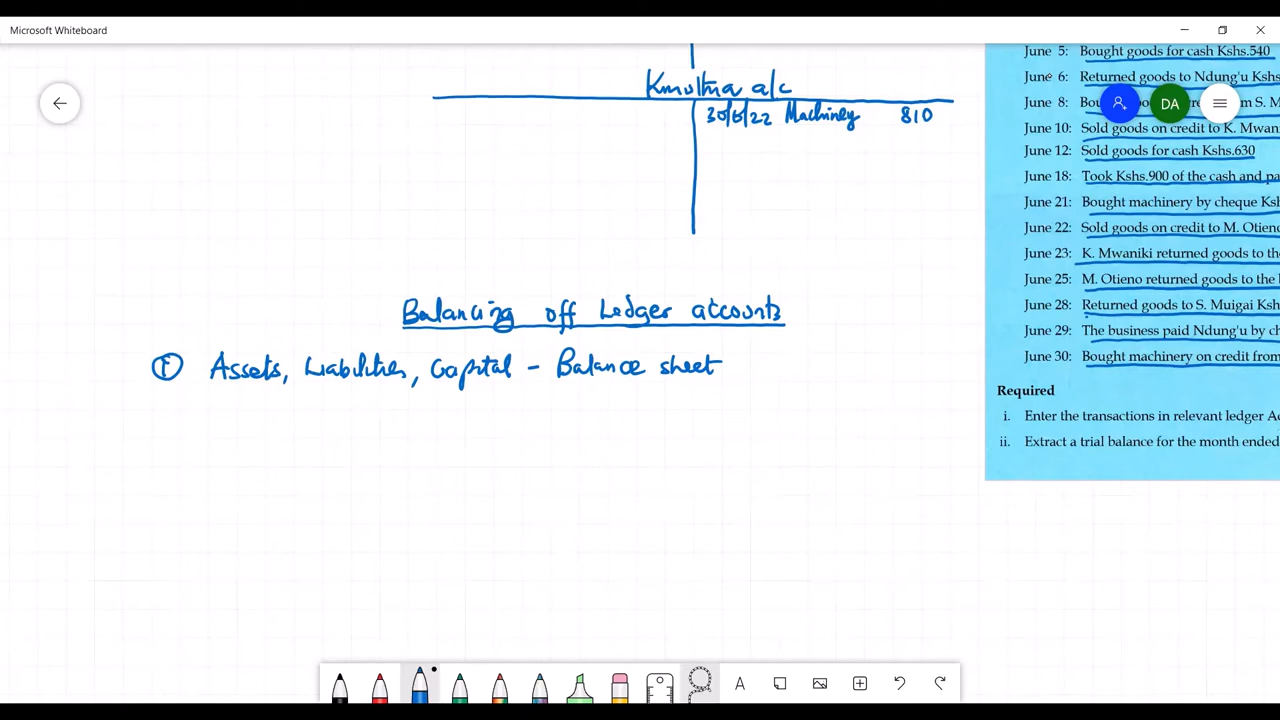 Microsoft Whiteboard
a/c
30/6/22 Machinery 810
Balancing off Ledger accounts
① Assets, Liabilities, Capital - Balance sheet
June 5: Bought goods for cash Kshs.540
June 6: Returned goods to Ndung'u Kshs
June 8:
DA
June 10: Sold goods on credit to K. Mwan
June 12: Sold goods for cash Kshs.630
June 18: Took Kshs.900 of the cash and pa
June 21: Bought machinery by cheque Ksh
June 22: Sold goods on credit to M. Otieno
June 23: K. Mwaniki returned goods to the
June 25: M. Otieno returned goods to the b
June 28: Returned goods to S. Muigai Ksh
June 29: The business paid Ndung'u by ch
June 30: Bought machinery on credit from
Required
i. Enter the transactions in relevant ledger A
ii. Extract a trial balance for the month ended
A